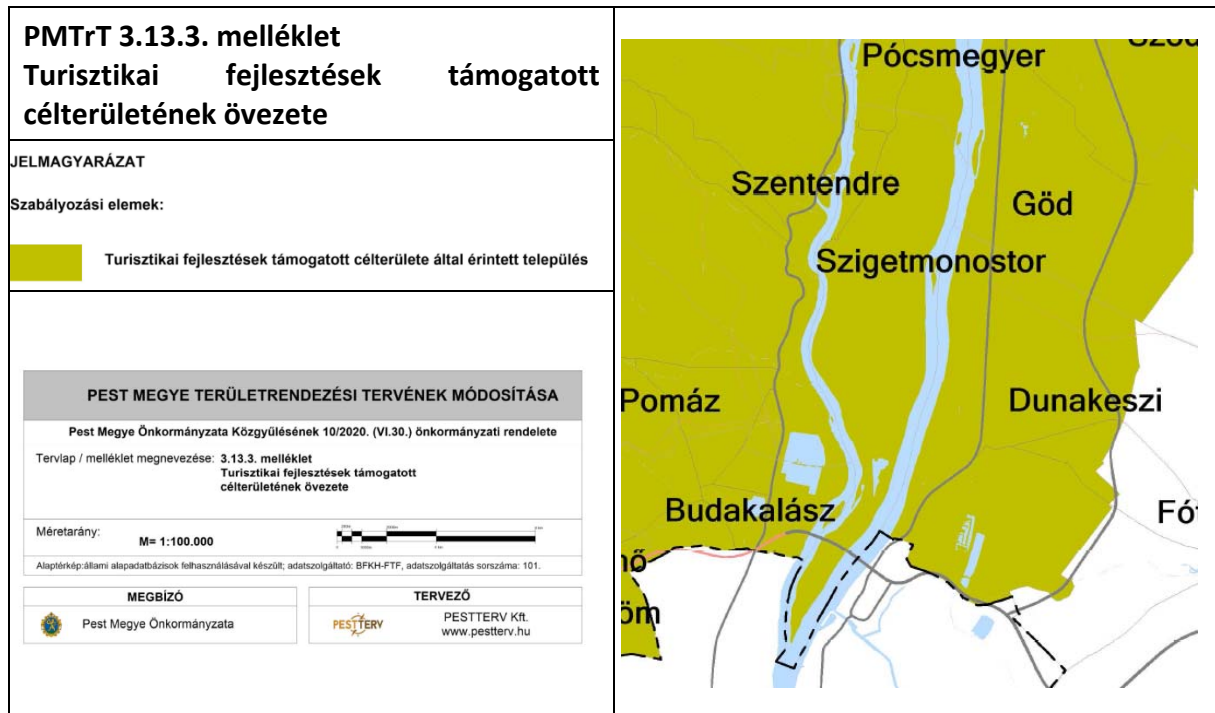 PMTrT 3.13.3. melléklet
Turisztikai fejlesztések támogatott
célterületének övezete
JELMAGYARÁZAT
Szabályozási elemek:
Turisztikai fejlesztések támogatott célterülete által érintett település
PEST MEGYE TERÜLETRENDEZÉSI TERVÉNEK MÓDOSÍTÁSA
Pest Megye Önkormányzata Közgyűlésének 10/2020. (VI.30.) önkormányzati rendelete
Tervlap / melléklet megnevezése: 3.13.3. melléklet
Turisztikai fejlesztések támogatott
célterületének övezete
Méretarány:
M= 1:100.000
Alaptérkép:állami alapadatbázisok felhasználásával készült; adatszolgáltató: BFKH-FTF, adatszolgáltatás sorszáma: 101.
MEGBÍZÓ
Pest Megye Önkormányzata
TERVEZŐ
PESTTERV
PESTTERV Kft.
www.pestterv.hu
Pócsmegyer
Szentendre
Göd
Szigetmonostor
Pomáz
Dunakeszi
Budakalász
Fó
nő
öm